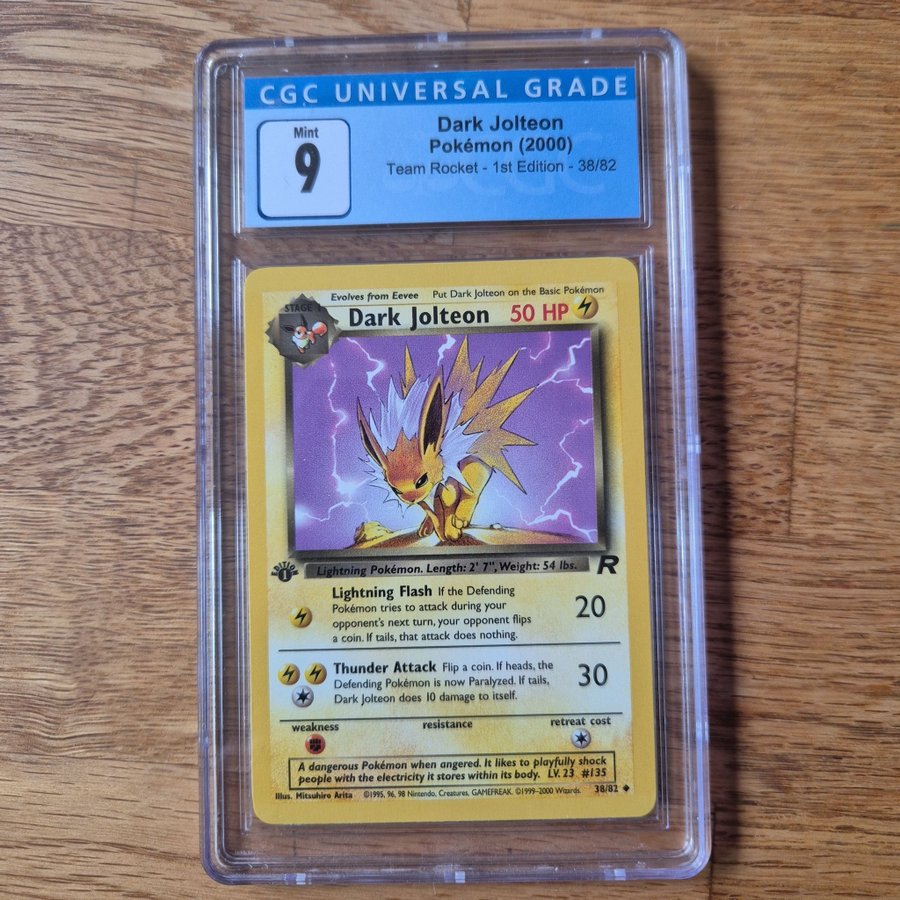 CGC UNIVERSAL GRADE
Mint
9
Dark Jolteon
Pokémon (2000)
Team Rocket - 1st Edition - 38/82
Evolves from Eevee Put Dark Jolteon on the Basic Pokémon
STAGE 1
Dark Jolteon 50 HP
EDITION
1
Lightning Pokémon. Length: 2' 7", Weight: 54 lbs.
R
Lightning Flash If the Defending
Pokémon tries to attack during your
opponent's next turn, your opponent flips
a coin. If tails, that attack does nothing.
20
Thunder Attack Flip a coin. If heads, the
Defending Pokémon is now Paralyzed. If tails,
Dark Jolteon does 10 damage to itself.
30
weakness resistance retreat cost
A dangerous Pokémon when angered. It likes to playfully shock
people with the electricity it stores within its body. LV. 23 #135
Illus. Mitsuhiro Arita ©1995, 96, 98 Nintendo, Creatures, GAMEFREAK. ©1999-2000 Wizards. 38/82